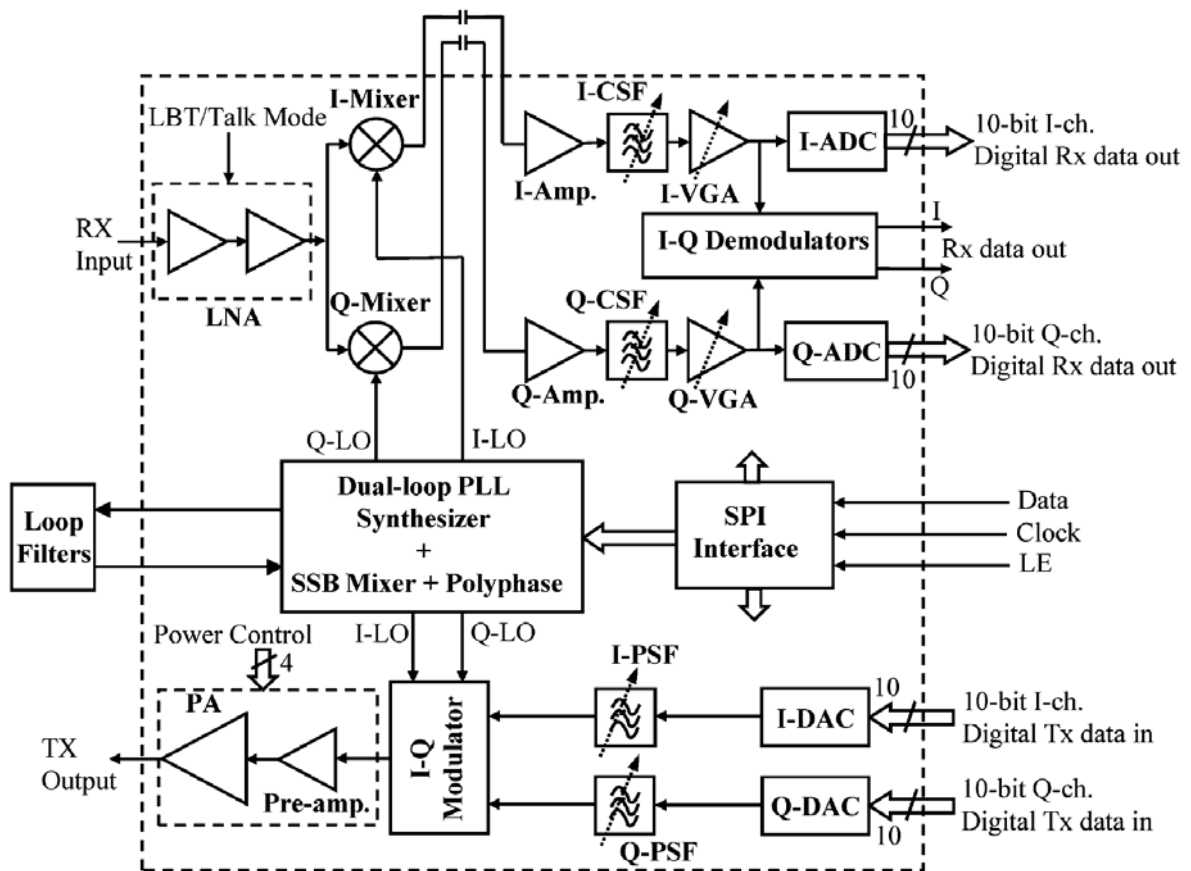 I-CSF
I-Mixer
LBT/Talk Mode
10
10-bit I-ch.
Digital Rx data out
I-ADC
I-Amp.
I-VGA
RX
Input
I
I-Q Demodulators
Rx data out
Q
LNA
Q-Mixer
Q-CSF
10-bit Q-ch.
Digital Rx data out
Q-ADC
10
Q-Amp.
Q-VGA
Q-LO
I-LO
Dual-loop PLL
Synthesizer
+
SSB Mixer + Polyphase
Loop
Filters
SPI
Interface
Data
Clock
LE
I-LO
Q-LO
Power Control
4
I-PSF
PA
10
10-bit I-ch.
Digital Tx data in
I-DAC
I-Q
Modulator
TX
Output
Pre-amp.
10-bit Q-ch.
Digital Tx data in
Q-DAC
10
Q-PSF